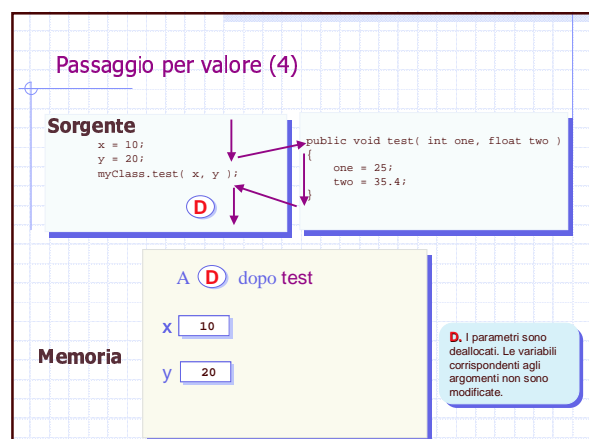 Passaggio per valore (4)
Sorgente
x = 10;
y = 20;
myClass.test( x, y );
D
public void test( int one, float two )
{
one = 25;
two = 35.4;
}
A D dopo test
x 10
y 20
Memoria
D. I parametri sono
deallocati. Le variabili
corrispondenti agli
argomenti non sono
modificate.